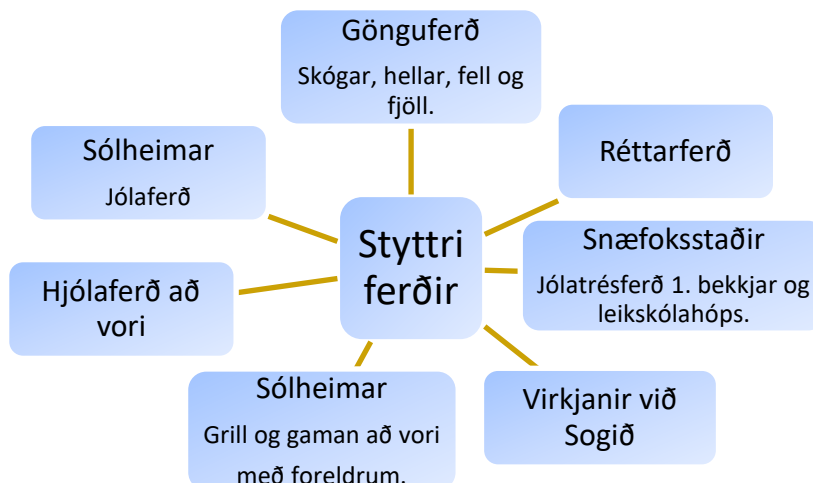 Gönguferð
Skógar, hellar, fell og
fjöll.
Réttarferð
Snæfoksstaðir
Jólatrésferð 1. bekkjar og
leikskólahóps.
Virkjanir við
Sogið
Sólheimar
Grill og gaman að vori
með foreldrum.
Hjólaferð að
vori
Sólheimar
Jólaferð
Styttri
ferðir